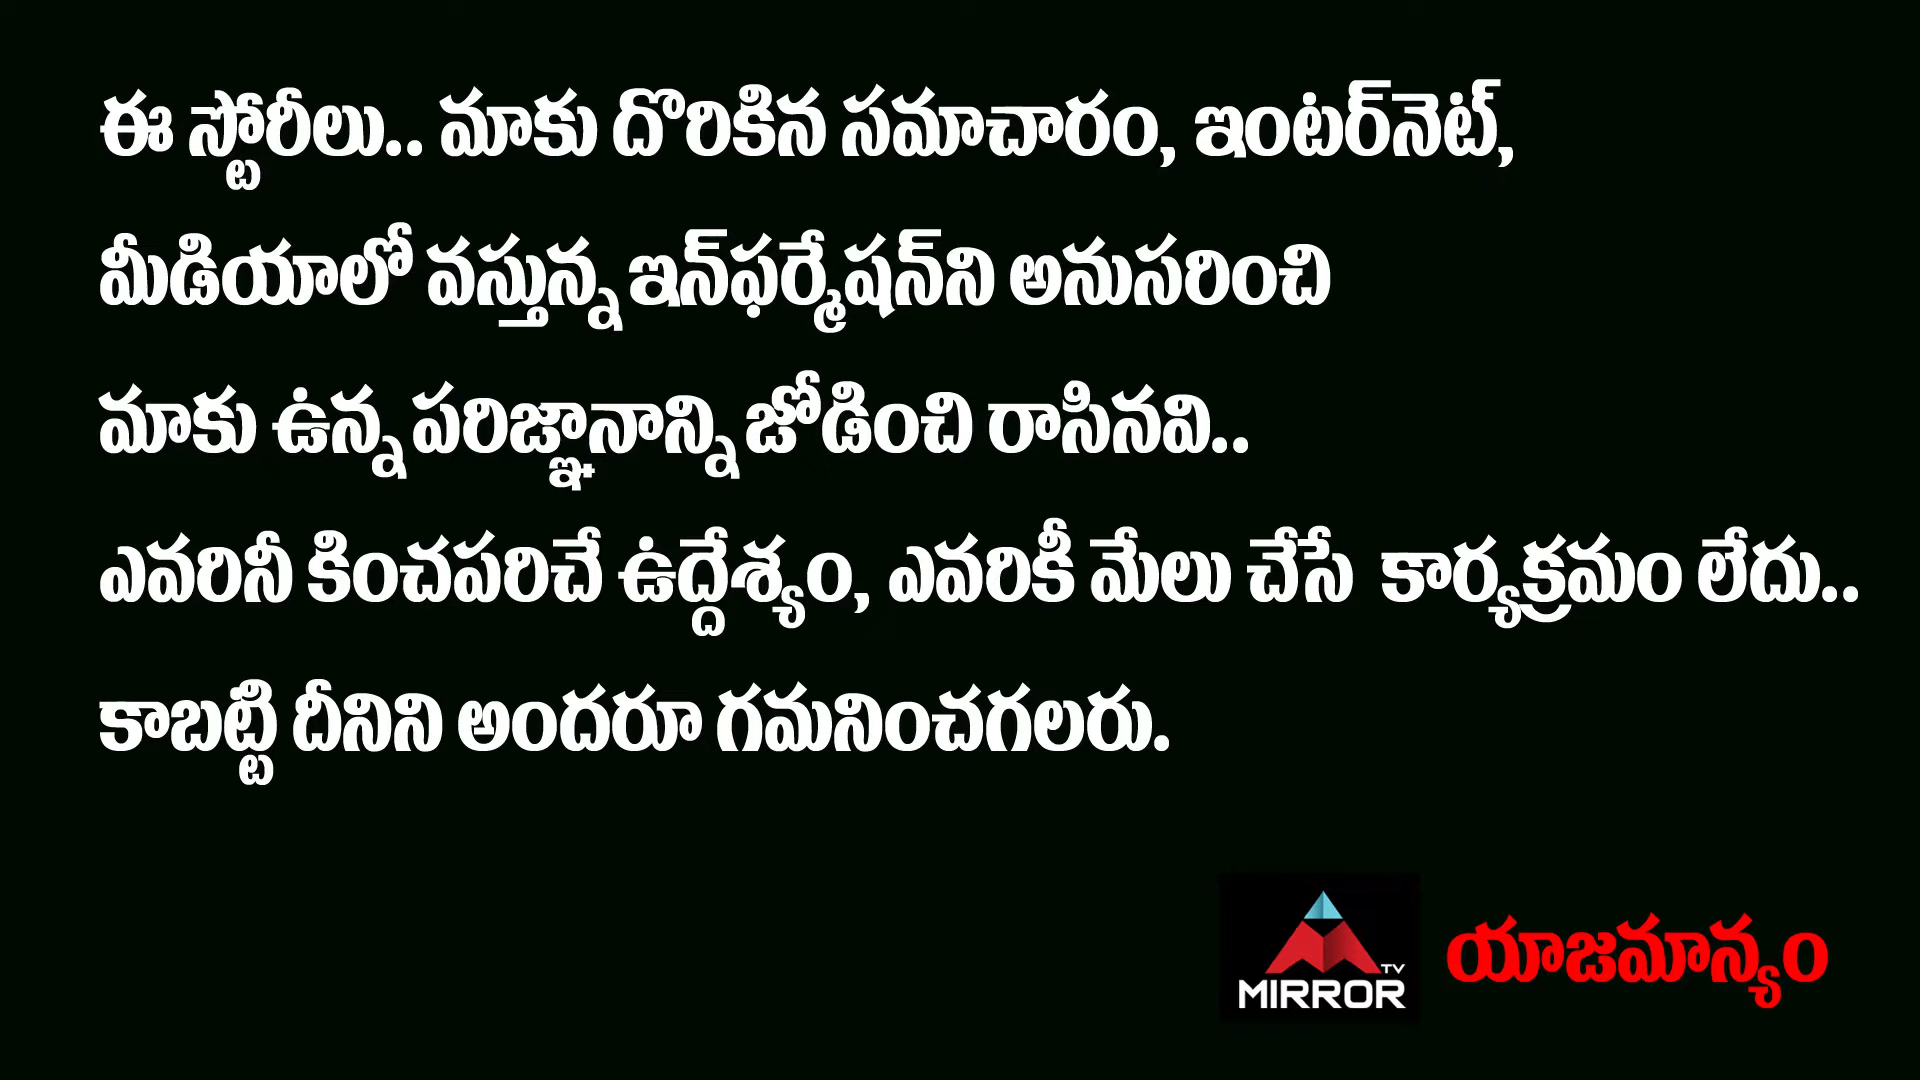 ఈ స్టోరీలు.. మాకు దొరికిన సమాచారం, ఇంటర్‌నెట్,
మీడియాలో వస్తున్న ఇన్‌ఫర్మేషన్‌ని అనుసరించి
మాకు ఉన్న పరిజ్ఞానాన్ని జోడించి రాసినవి..
ఎవరినీ కించపరిచే ఉద్దేశ్యం, ఎవరికీ మేలు చేసే కార్యక్రమం లేదు..
కాబట్టి దీనిని అందరూ గమనించగలరు.
TV
MIRROR
యాజమాన్యం